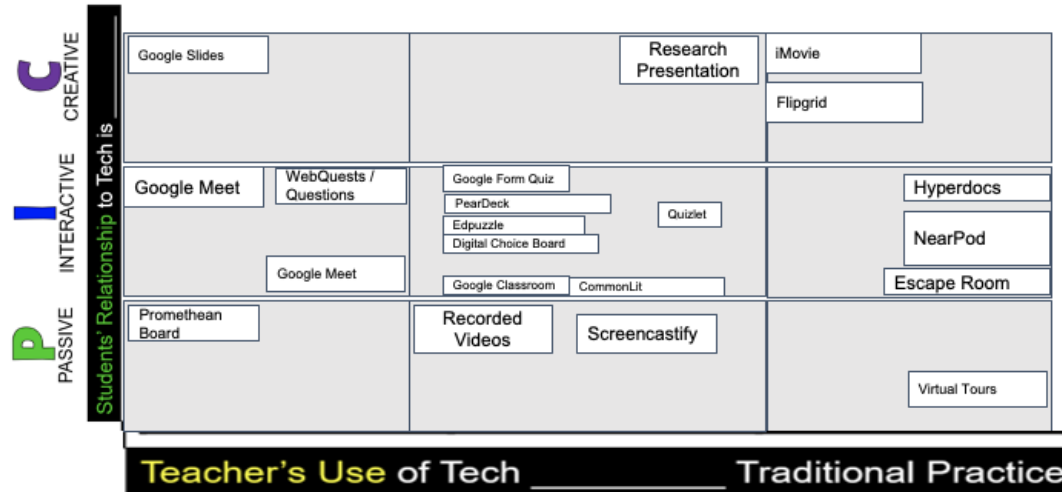 C
CREATIVE
I
INTERACTIVE
P
PASSIVE
Students' Relationship to Tech is ___________
Google Slides
Research
Presentation
iMovie
Flipgrid
Google Meet
WebQuests /
Questions
Google Meet
Google Form Quiz
PearDeck
Edpuzzle
Digital Choice Board
Quizlet
Google Classroom
CommonLit
Hyperdocs
NearPod
Escape Room
Promethean
Board
Recorded
Videos
Screencastify
Virtual Tours
Teacher's Use of Tech ___________ Traditional Practice